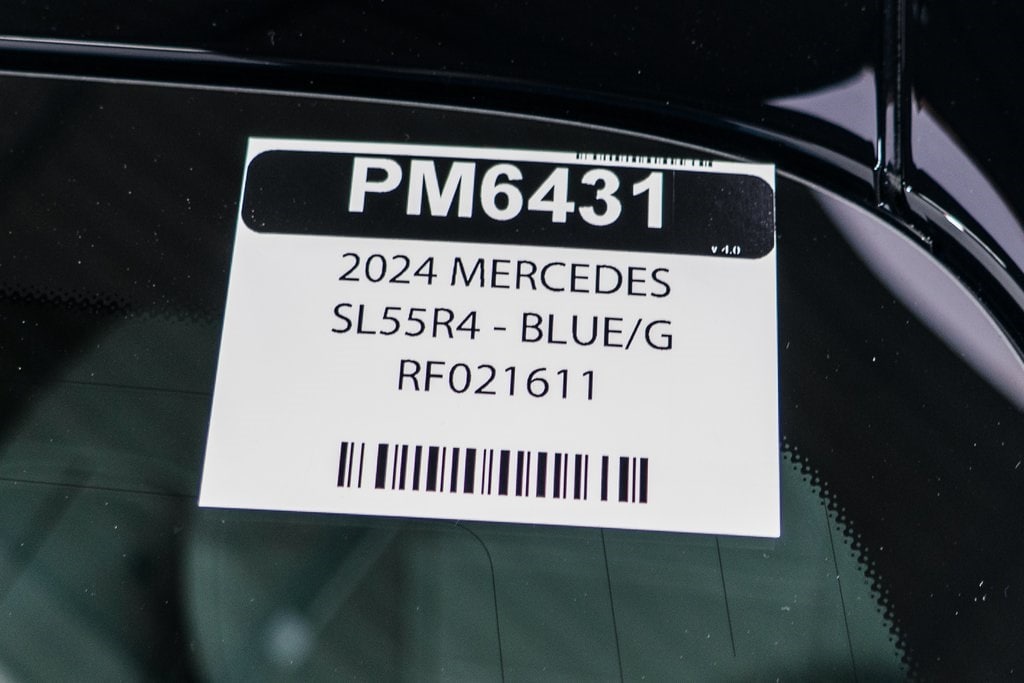 PM6431
v 4.0
2024 MERCEDES
SL55R4 - BLUE/G
RF021611